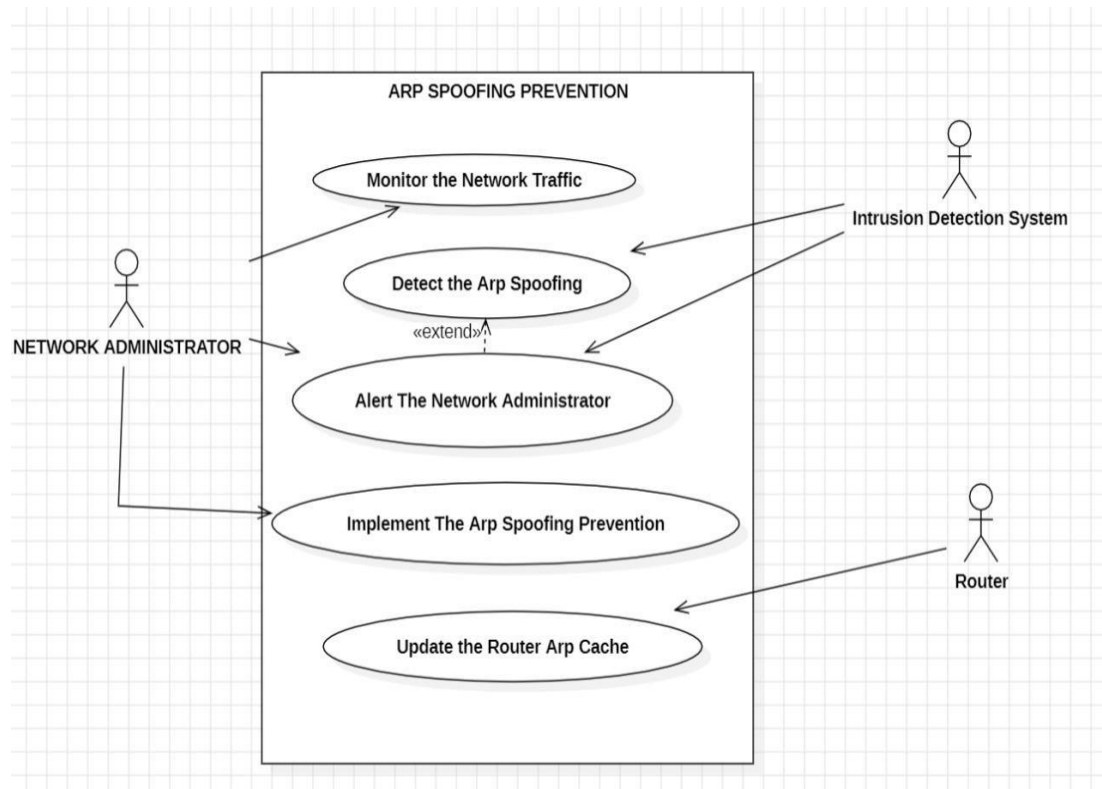 ARP SPOOFING PREVENTION
Monitor the Network Traffic
Intrusion Detection System
Detect the Arp Spoofing
«extend»
NETWORK ADMINISTRATOR
Alert The Network Administrator
Implement The Arp Spoofing Prevention
Router
Update the Router Arp Cache